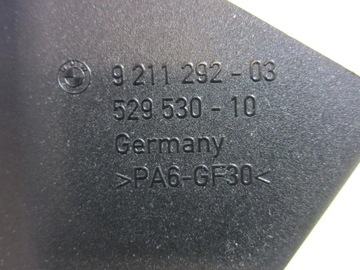 9 211 292 - 03
529 530 - 10
Germany
>PA6-GF30<